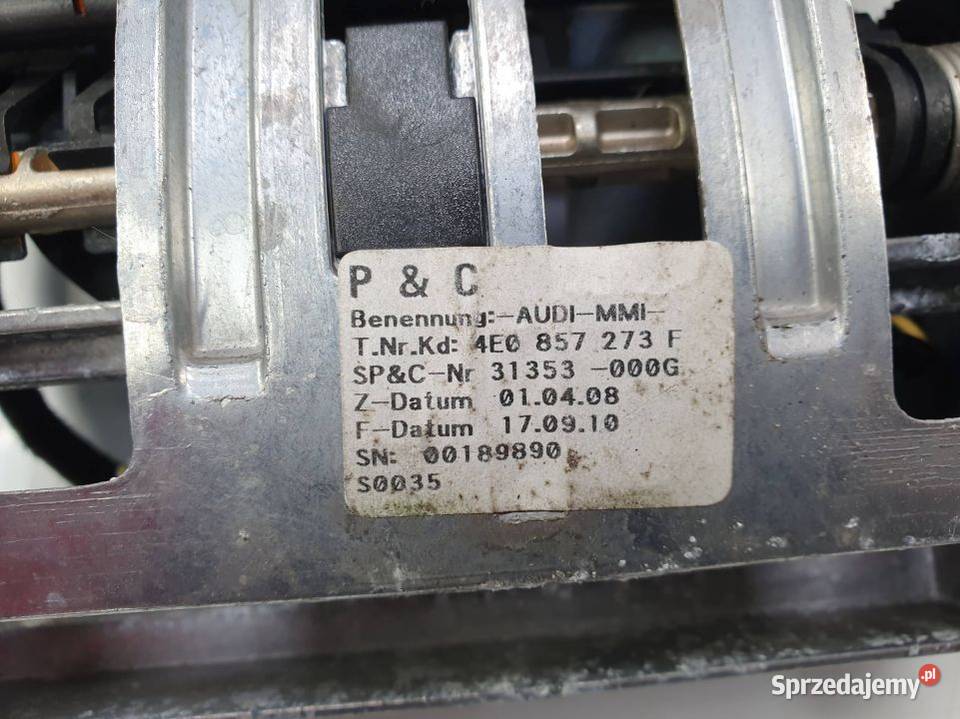 P & C
Benennung:-AUDI-MMI-
T.Nr.Kd: 4E0 857 273 F
SP&C-Nr 31353 -000G
Z-Datum 01.04.08
F-Datum 17.09.10
SN: 00189890
S0035
Sprzedajemy.pl